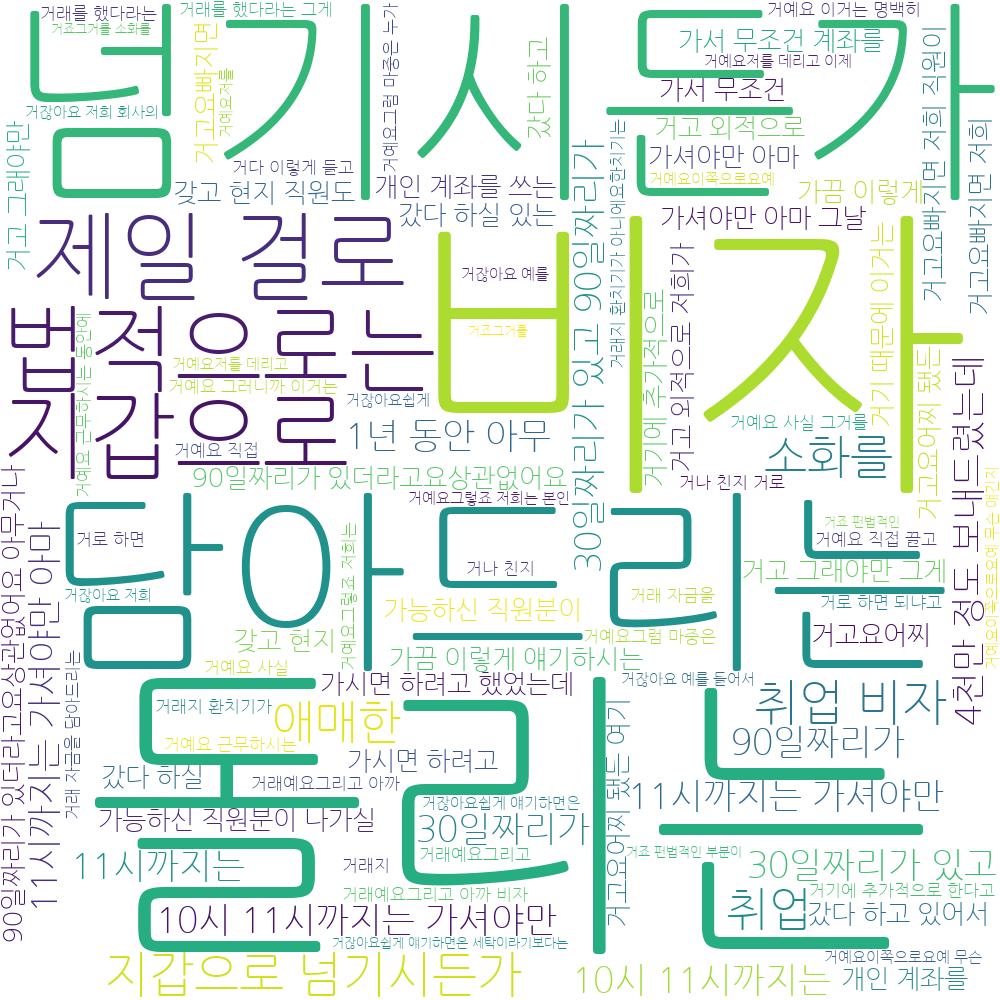 거래를 했다라는
거죠그거를 소화를
거래를 했다라는 그게
거예요 이거는 명백히
가서 무조건 계좌를
거예요저를 데리고 이제
넘기시든가
거고요빠지면
거예요저를
거예요그럼 마중은 누가
갔다 하고
가서 무조건
거잖아요 저희 회사의
거고 외적으로
거다 이렇게 듣고
가셔야만 아마
거고 그래야만
갖고 현지 직원도
개인 계좌를 쓰는
거예요이쪽으로요예
가끔 이렇게
갔다 하실 있는
가셔야만 아마 그날
30일짜리가 있고 90일짜리가
거래지 환치기가 아니에요한치기는
거고요빠지면 저희 직원이
거고요빠지면 저희
제일 걸로
비자
거잖아요 예를
거죠그거를
거기에 추가적으로
거고 외적으로 저희가
거기 때문에 이거는
법적으로는
거예요 근무하시는 동안에
거예요저를 데리고
거예요 그러니까 이거는
거잖아요쉽게
지갑으로
1년 동안 아무
거예요 직접
거예요 사실 그거를
소화를
거고요어찌 됐든
4천만 정도 보내드렸는데
90일짜리가 있더라고요상관없어요
거나 친지 거로
거예요그렇죠 저희는 본인
담아드리는
거로 하면
거예요그렇죠 저희는
거나 친지
거죠 편법적인
거예요 직접 끌고
거고 그래야만 그게
거잖아요 저희
가능하신 직원분이
거래 자금을
거로 하면 되냐고
갖고 현지
거예요그럼 마중은
거고요어찌
가끔 이렇게 얘기하시는
거예요 사실
가시면 하려고 했었는데
거잖아요 예를 들어서
취업 비자
90일짜리가 있더라고요상관없어요 아무거나
11시까지는 가셔야만 아마
거래 자금을 담아드리는
거예요이쪽으로요예 무슨 얘긴지
돌리는
거래지 환치기가
애매한
거예요 근무하시는
가시면 하려고
90일짜리가
갔다 하실
거래예요그리고 아까
거잖아요쉽게 얘기하면은
거고요어찌 됐든 여기
11시까지는 가셔야만
가능하신 직원분이 나가실
30일짜리가
11시까지는
거래지
거래예요그리고
거죠 편법적인 부분이
30일짜리가 있고
거래예요그리고 아까 비자
취업
거기에 추가적으로 한다고
10시 11시까지는 가셔야만
갔다 하고 있어서
거잖아요쉽게 얘기하면은 세탁이라기보다는
거예요이쪽으로요예 무슨
지갑으로 넘기시든가
10시 11시까지는
개인 계좌를